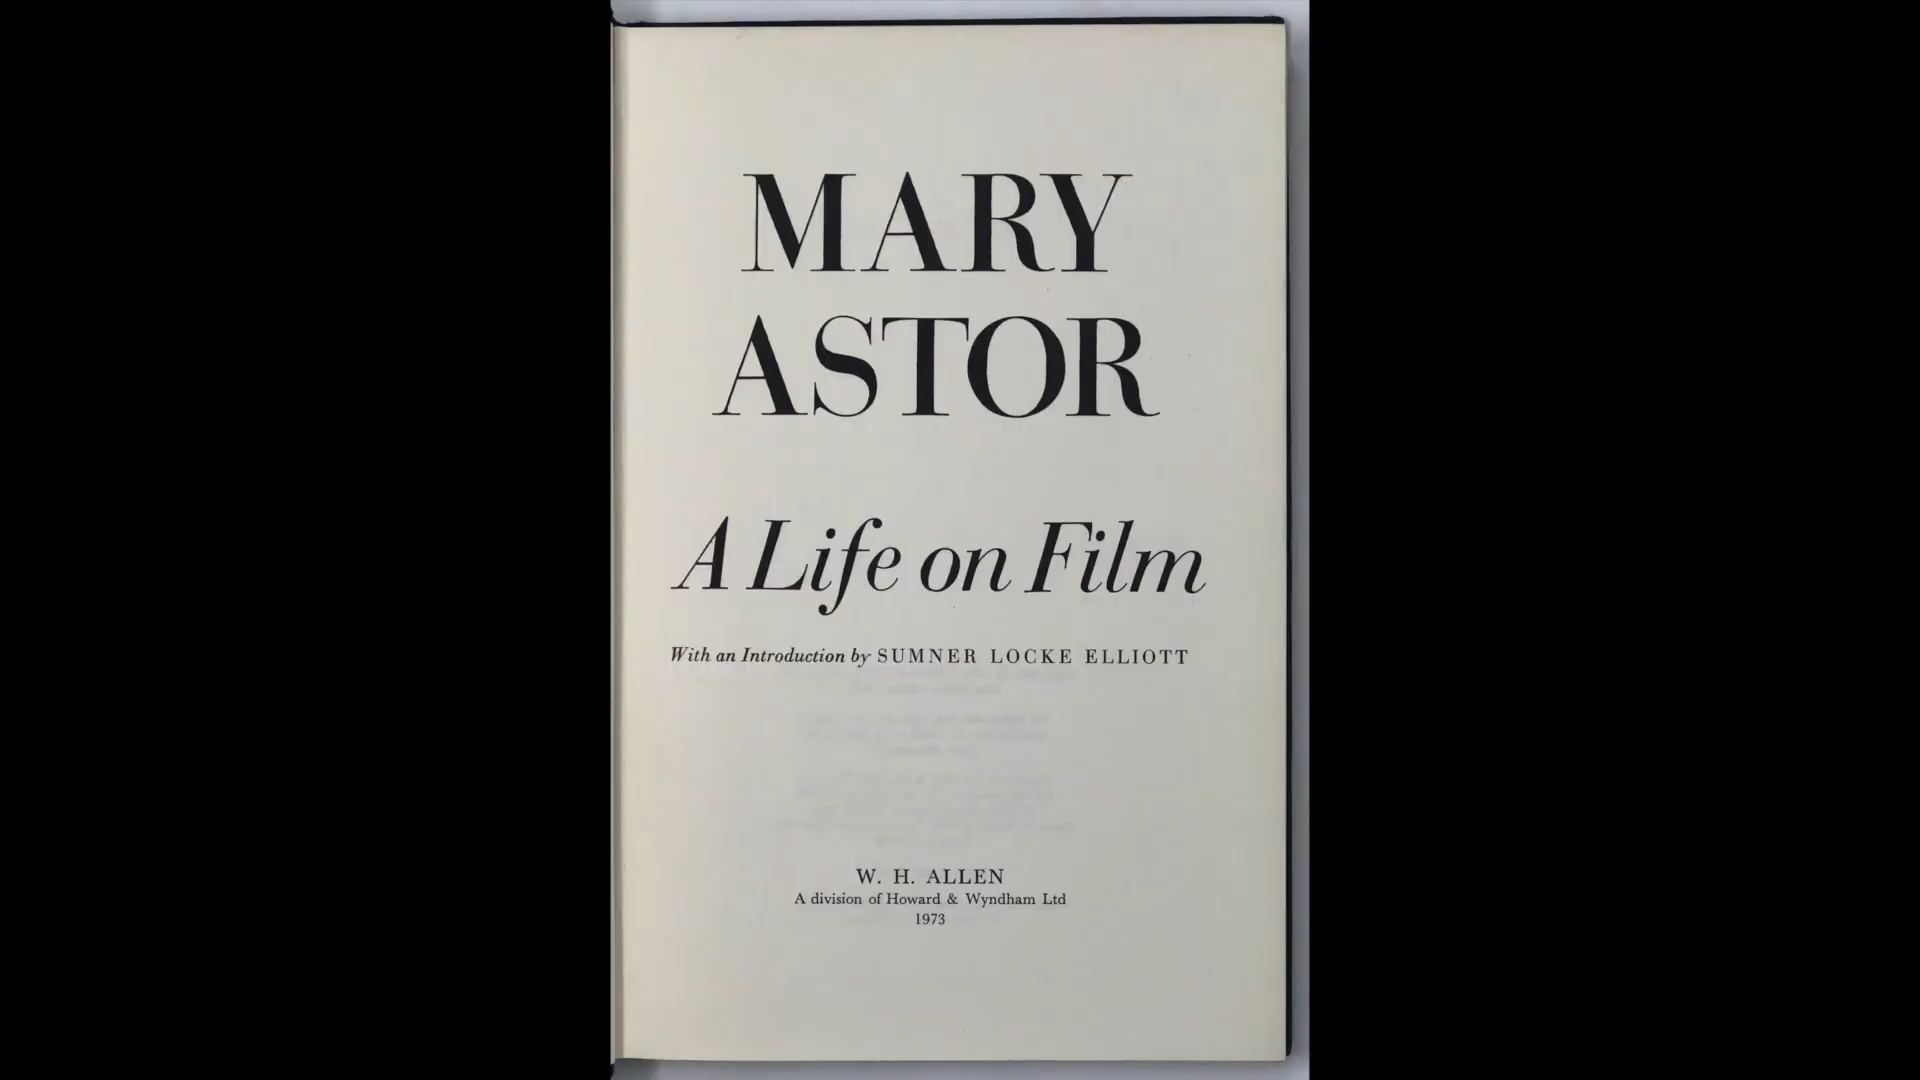 MARY
ASTOR
A Life on Film
With an Introduction by SUMNER LOCKE ELLIOTT
W. H. ALLEN
A division of Howard & Wyndham Ltd
1973